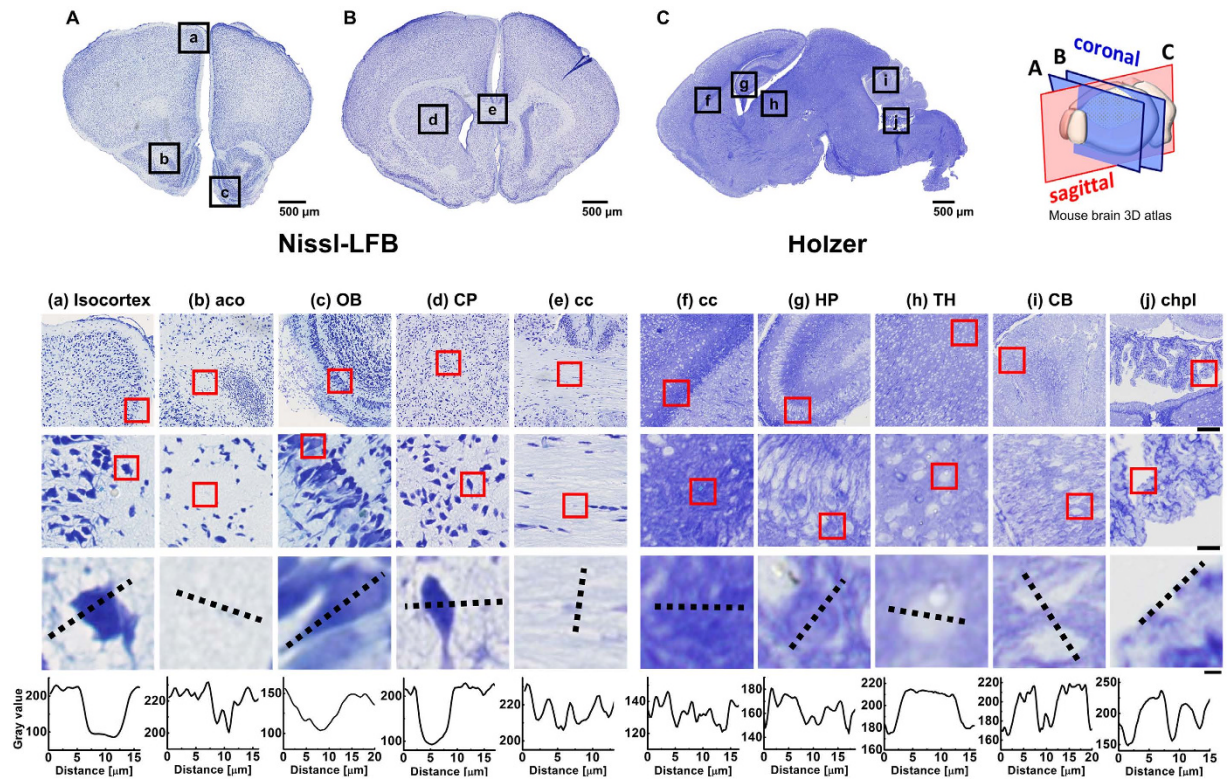 A B C
a
b
c
d
e
f
g
h
i
j
500 μm 500 μm 500 μm
A B coronal C
sagittal
Mouse brain 3D atlas
Nissl-LFB Holzer
(a) Isocortex (b) aco (c) OB (d) CP (e) cc (f) cc (g) HP (h) TH (i) CB (j) chpl
Gray value
200 100
220 200
150 100
200 100
220 200
140 120
180 160 140
220 200 180 160
220 200 180 160
250 200 150
0 5 10 15 0 5 10 15 0 5 10 15 20 0 5 10 15 0 5 10 0 5 10 15 0 5 10 15 0 5 10 15 0 5 10 15 20 0 5 10 15
Distance [μm] Distance [μm] Distance [μm] Distance [μm] Distance [μm] Distance [μm] Distance [μm] Distance [μm] Distance [μm] Distance [μm]